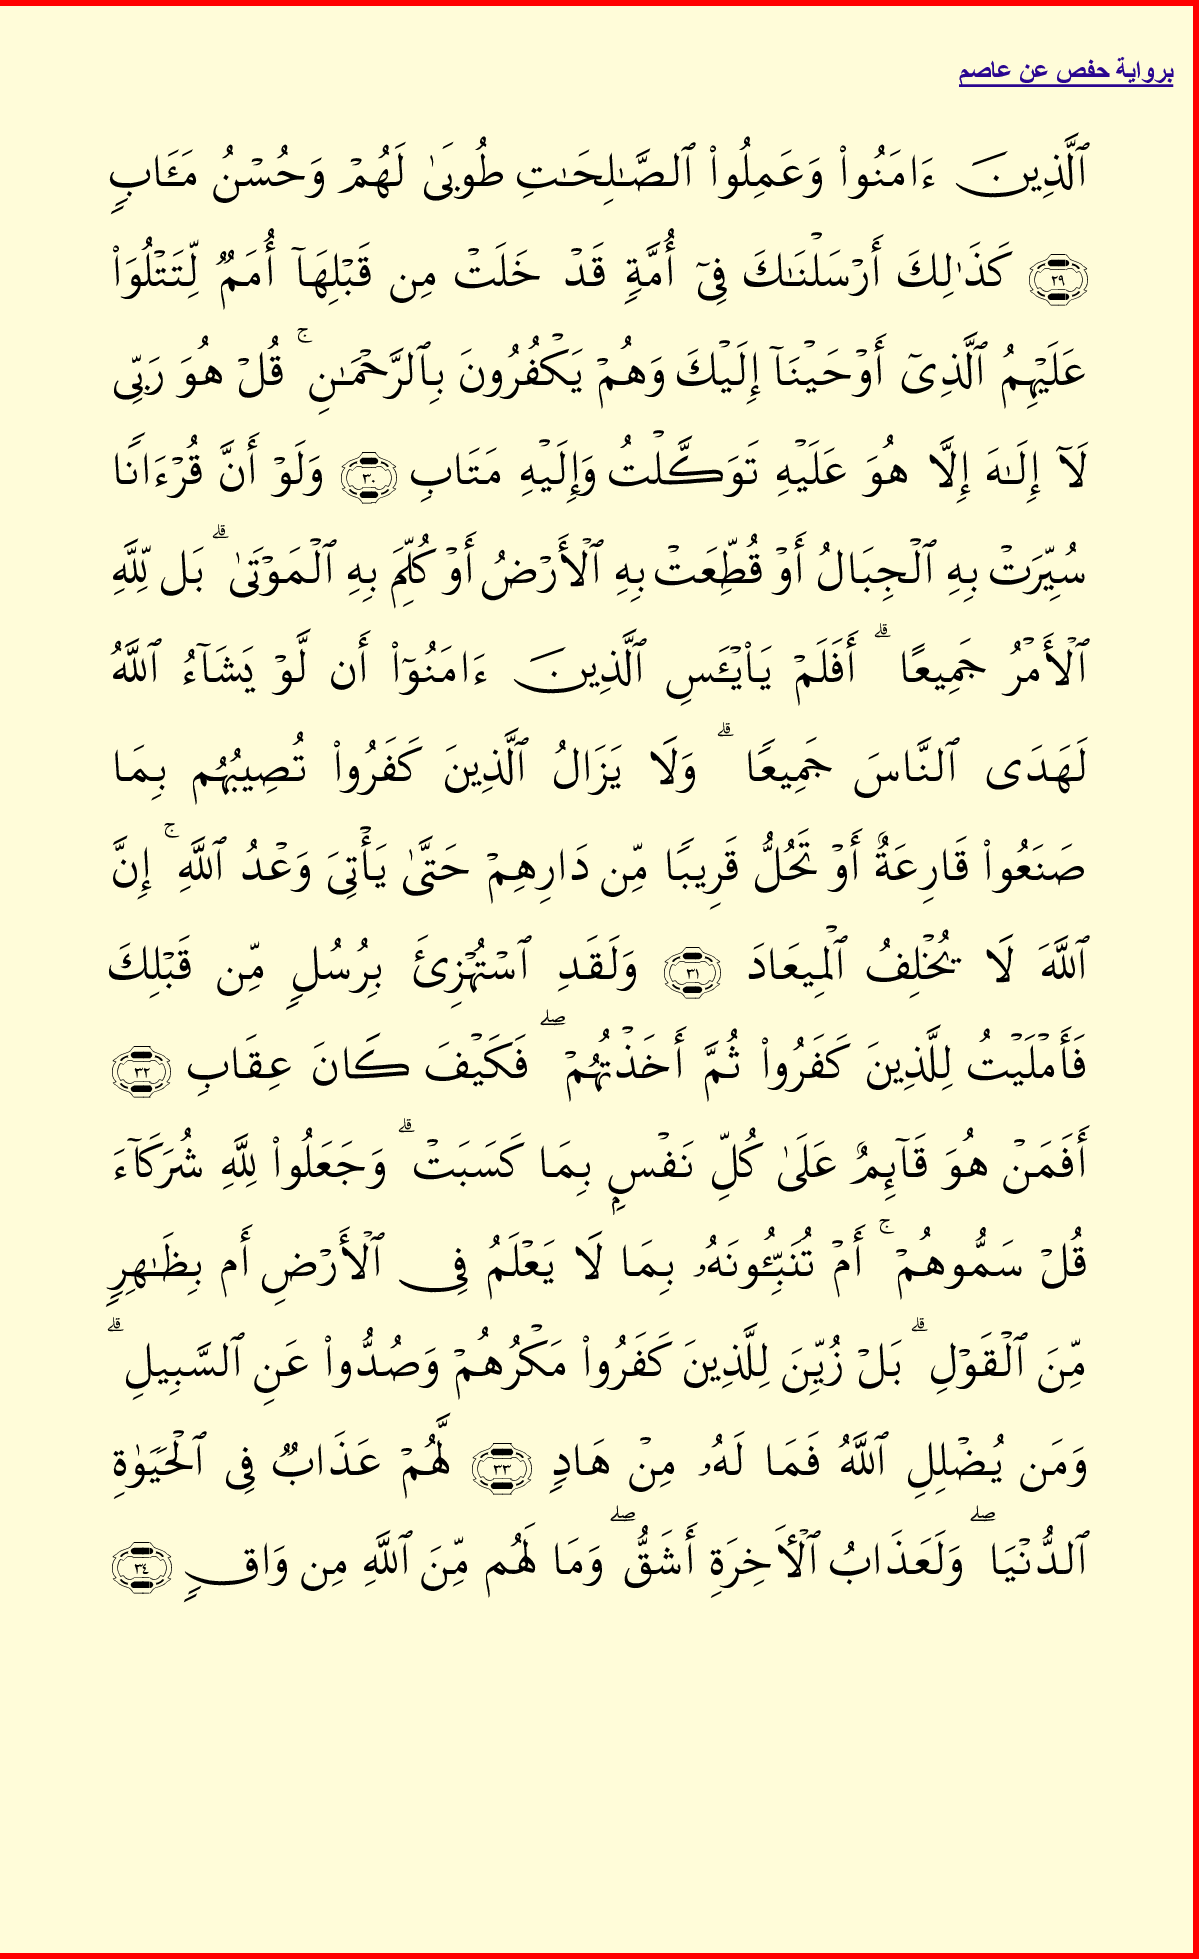 برواية حفص عن عاصم
ٱلَّذِينَ ءَامَنُوا۟ وَعَمِلُوا۟ ٱلصَّـٰلِحَـٰتِ طُوبَىٰ لَهُمْ وَحُسْنُ مَـَٔابٍ
٢٩ كَذَٰلِكَ أَرْسَلْنَـٰكَ فِىٓ أُمَّةٍ قَدْ خَلَتْ مِن قَبْلِهَآ أُمَمٌ لِّتَتْلُوَا۟
عَلَيْهِمُ ٱلَّذِىٓ أَوْحَيْنَآ إِلَيْكَ وَهُمْ يَكْفُرُونَ بِٱلرَّحْمَـٰنِ ۚ قُلْ هُوَ رَبِّى
لَآ إِلَـٰهَ إِلَّا هُوَ عَلَيْهِ تَوَكَّلْتُ وَإِلَيْهِ مَتَابِ ٣٠ وَلَوْ أَنَّ قُرْءَانًا
سُيِّرَتْ بِهِ ٱلْجِبَالُ أَوْ قُطِّعَتْ بِهِ ٱلْأَرْضُ أَوْ كُلِّمَ بِهِ ٱلْمَوْتَىٰ ۗ بَل لِّلَّهِ
ٱلْأَمْرُ جَمِيعًا ۗ أَفَلَمْ يَا۟يْـَٔسِ ٱلَّذِينَ ءَامَنُوٓا۟ أَن لَّوْ يَشَآءُ ٱللَّهُ
لَهَدَى ٱلنَّاسَ جَمِيعًا ۗ وَلَا يَزَالُ ٱلَّذِينَ كَفَرُوا۟ تُصِيبُهُم بِمَا
صَنَعُوا۟ قَارِعَةٌ أَوْ تَحُلُّ قَرِيبًا مِّن دَارِهِمْ حَتَّىٰ يَأْتِىَ وَعْدُ ٱللَّهِ ۚ إِنَّ
ٱللَّهَ لَا يُخْلِفُ ٱلْمِيعَادَ ٣١ وَلَقَدِ ٱسْتُهْزِئَ بِرُسُلٍ مِّن قَبْلِكَ
فَأَمْلَيْتُ لِلَّذِينَ كَفَرُوا۟ ثُمَّ أَخَذْتُهُمْ ۖ فَكَيْفَ كَانَ عِقَابِ ٣٢
أَفَمَنْ هُوَ قَآئِمٌ عَلَىٰ كُلِّ نَفْسٍۭ بِمَا كَسَبَتْ ۗ وَجَعَلُوا۟ لِلَّهِ شُرَكَآءَ
قُلْ سَمُّوهُمْ ۚ أَمْ تُنَبِّـُٔونَهُۥ بِمَا لَا يَعْلَمُ فِى ٱلْأَرْضِ أَم بِظَـٰهِرٍ
مِّنَ ٱلْقَوْلِ ۗ بَلْ زُيِّنَ لِلَّذِينَ كَفَرُوا۟ مَكْرُهُمْ وَصُدُّوا۟ عَنِ ٱلسَّبِيلِ ۗ
وَمَن يُضْلِلِ ٱللَّهُ فَمَا لَهُۥ مِنْ هَادٍ ٣٣ لَّهُمْ عَذَابٌ فِى ٱلْحَيَوٰةِ
ٱلدُّنْيَا ۖ وَلَعَذَابُ ٱلْـَٔاخِرَةِ أَشَقُّ ۖ وَمَا لَهُم مِّنَ ٱللَّهِ مِن وَاقٍ ٣٤